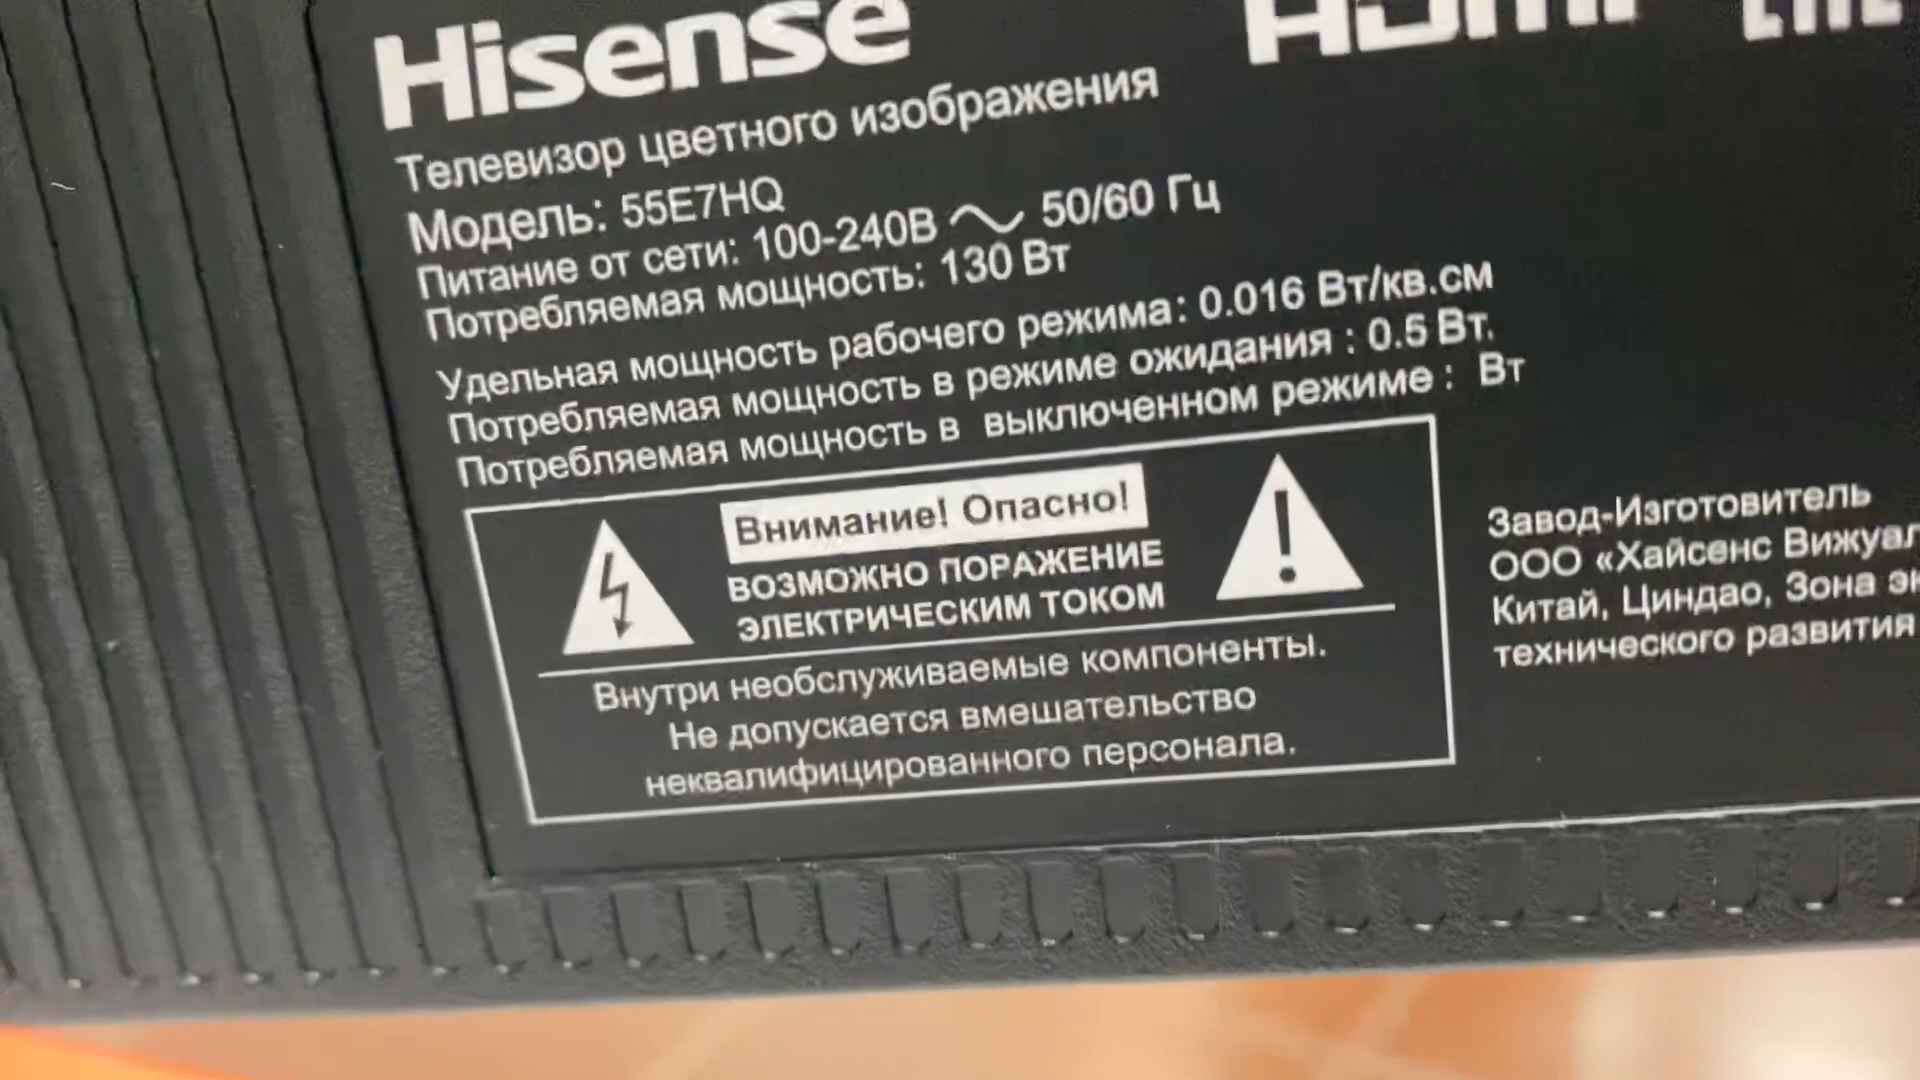 Hisense
HDMI
Телевизор цветного изображения
Модель: 55E7HQ
Питание от сети: 100-240В ~ 50/60 Гц
Потребляемая мощность: 130 Вт
Удельная мощность рабочего режима: 0.016 Вт/кв.см
Потребляемая мощность в режиме ожидания : 0.5 Вт.
Потребляемая мощность в выключенном режиме : Вт
Внимание! Опасно!
ВОЗМОЖНО ПОРАЖЕНИЕ
ЭЛЕКТРИЧЕСКИМ ТОКОМ
Внутри необслуживаемые компоненты.
Не допускается вмешательство
неквалифицированного персонала.
Завод-Изготовитель
ООО «Хайсенс Вижуал
Китай, Циндао, Зона
технического развития